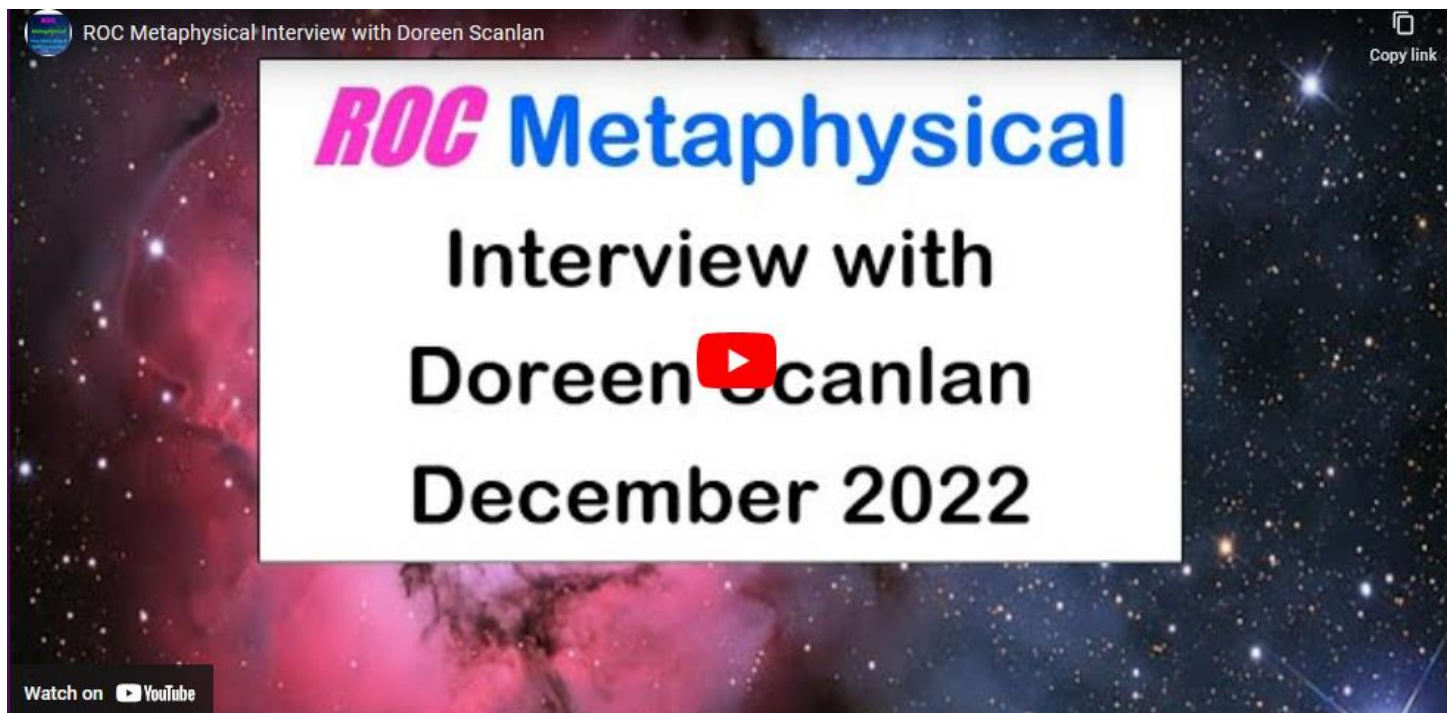 ROC Metaphysical Interview with Doreen Scanlan
Copy link
ROC Metaphysical
Interview with
Doreen Scanlan
December 2022
Watch on YouTube